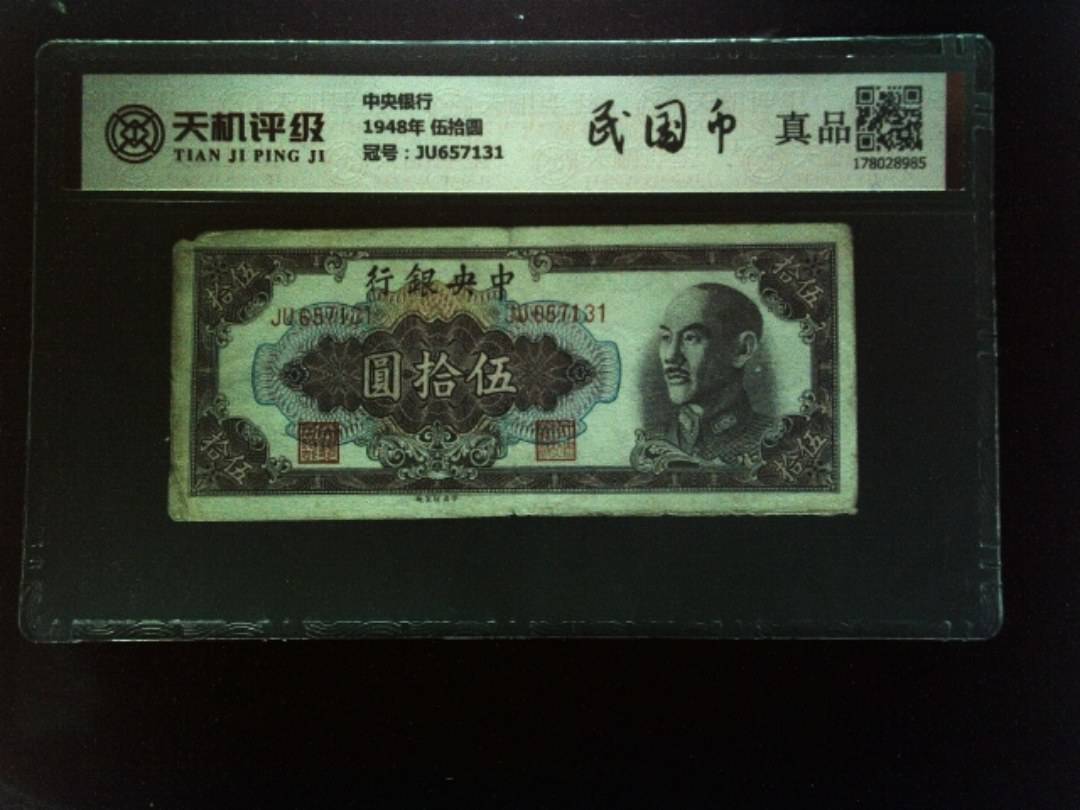 天机评级
TIAN JI PING JI
中央银行
1948年 伍拾圆
冠号：JU657131
民国币
真品
178028985
行銀央中
JU657131 JU657131
圓拾伍
拾伍
拾伍
拾伍
拾伍